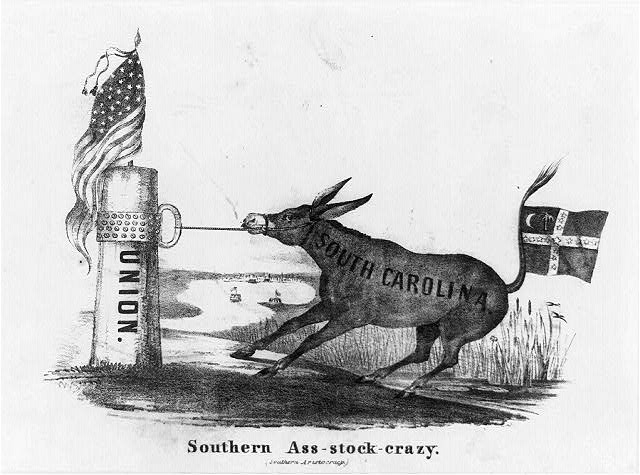 UNION.
SOUTH CAROLINA.
Southern Ass-stock-crazy.
(Southern Aristocracy)